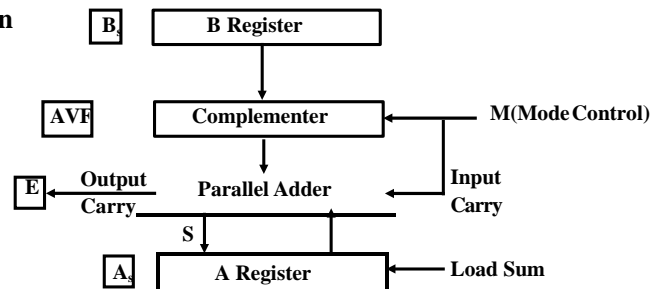 n
Bs B Register
AVF Complementer M(Mode Control)
E Output Carry Parallel Adder Input Carry
S
As A Register Load Sum